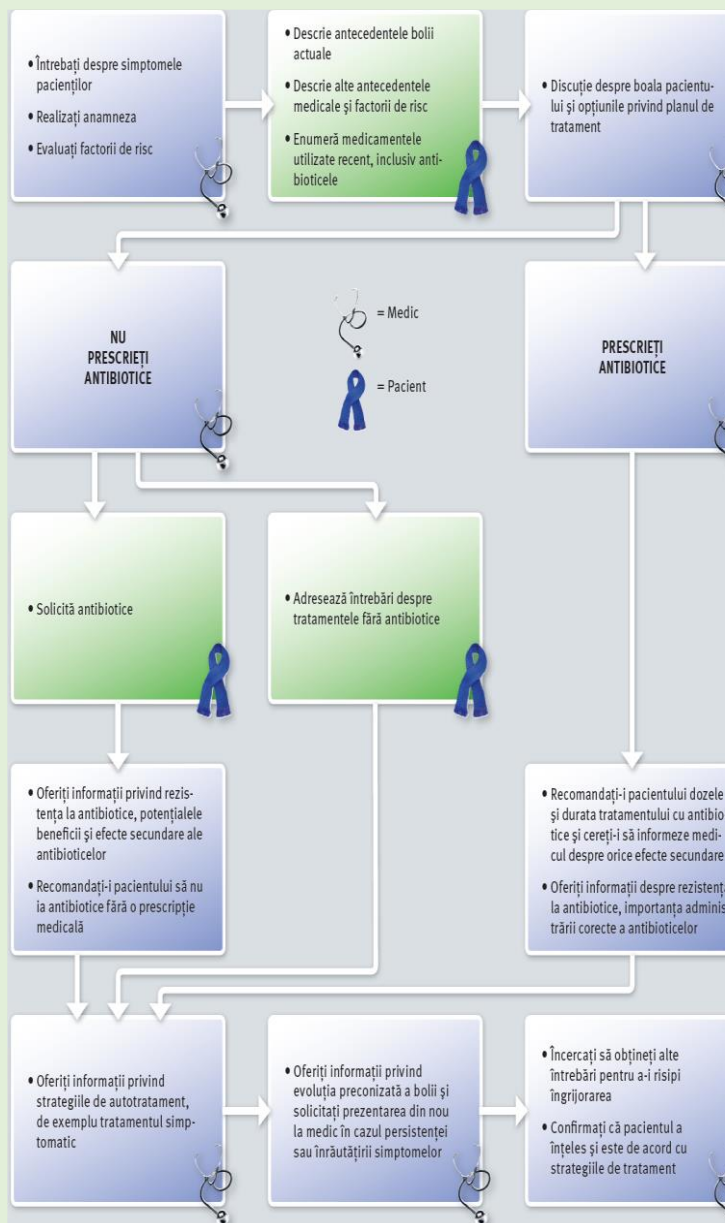 • Întrebați despre simptomele
pacienților
• Realizați anamneza
• Evaluați factorii de risc
• Descrie antecedentele bolii
actuale
• Descrie alte antecedentele
medicale și factorii de risc
• Enumeră medicamentele
utilizate recent, inclusiv anti-
bioticele
• Discuție despre boala pacientu-
lui și opțiunile privind planul de
tratament
NU
PRESCRIEȚI
ANTIBIOTICE
= Medic
= Pacient
PRESCRIEȚI
ANTIBIOTICE
• Solicită antibiotice
• Adresează întrebări despre
tratamentele fără antibiotice
• Oferiți informații privind rezis-
tența la antibiotice, potențialele
beneficii și efecte secundare ale
antibioticelor
• Recomandați-i pacientului să nu
ia antibiotice fără o prescripție
medicală
• Recomandați-i pacientului dozele
și durata tratamentului cu antibio
tice și cereți-i să informeze medi-
cul despre orice efecte secundare
• Oferiți informații despre rezistenț
la antibiotice, importanța adminis
trării corecte a antibioticelor
• Oferiți informații privind
strategiile de autotratament,
de exemplu tratamentul simp-
tomatic
• Oferiți informații privind
evoluția preconizată a bolii și
solicitați prezentarea din nou
la medic în cazul persistenței
sau înrăutățirii simptomelor
• Încercați să obțineți alte
întrebări pentru a-i risipi
îngrijorarea
• Confirmați că pacientul a
înțeles și este de acord cu
strategiile de tratament